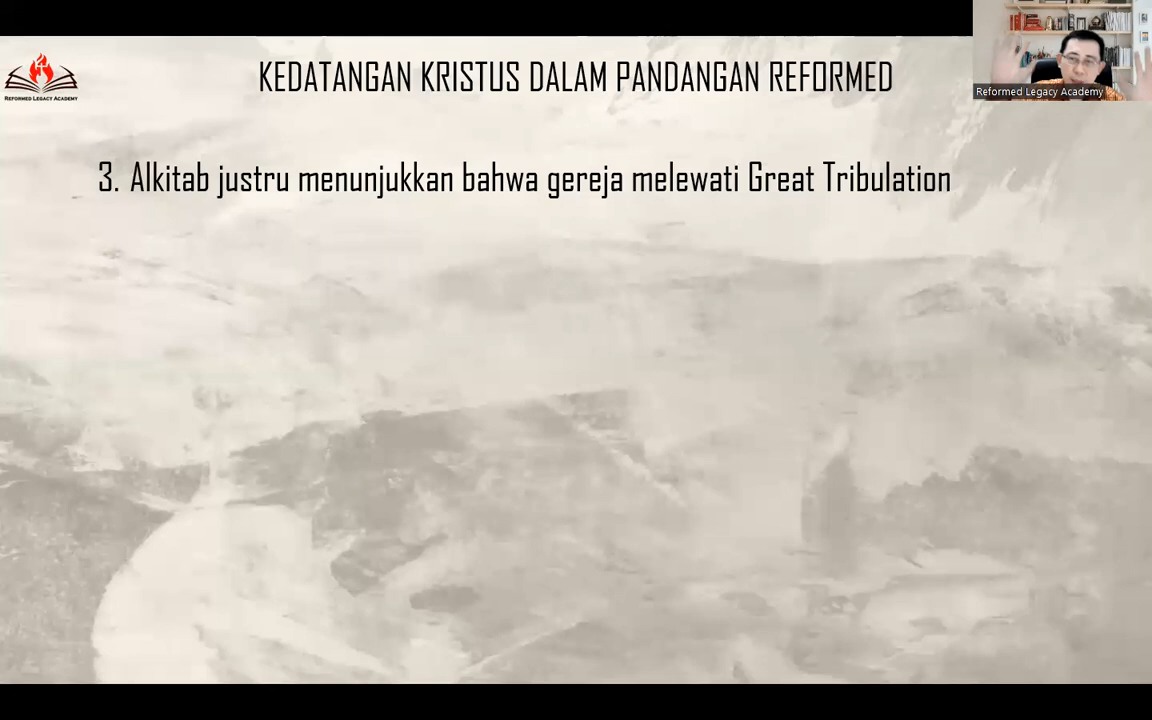 KEDATANGAN KRISTUS DALAM PANDANGAN REFORMED
REFORMED LEGACY ACADEMY
Reformed Legacy Academy
3. Alkitab justru menunjukkan bahwa gereja melewati Great Tribulation